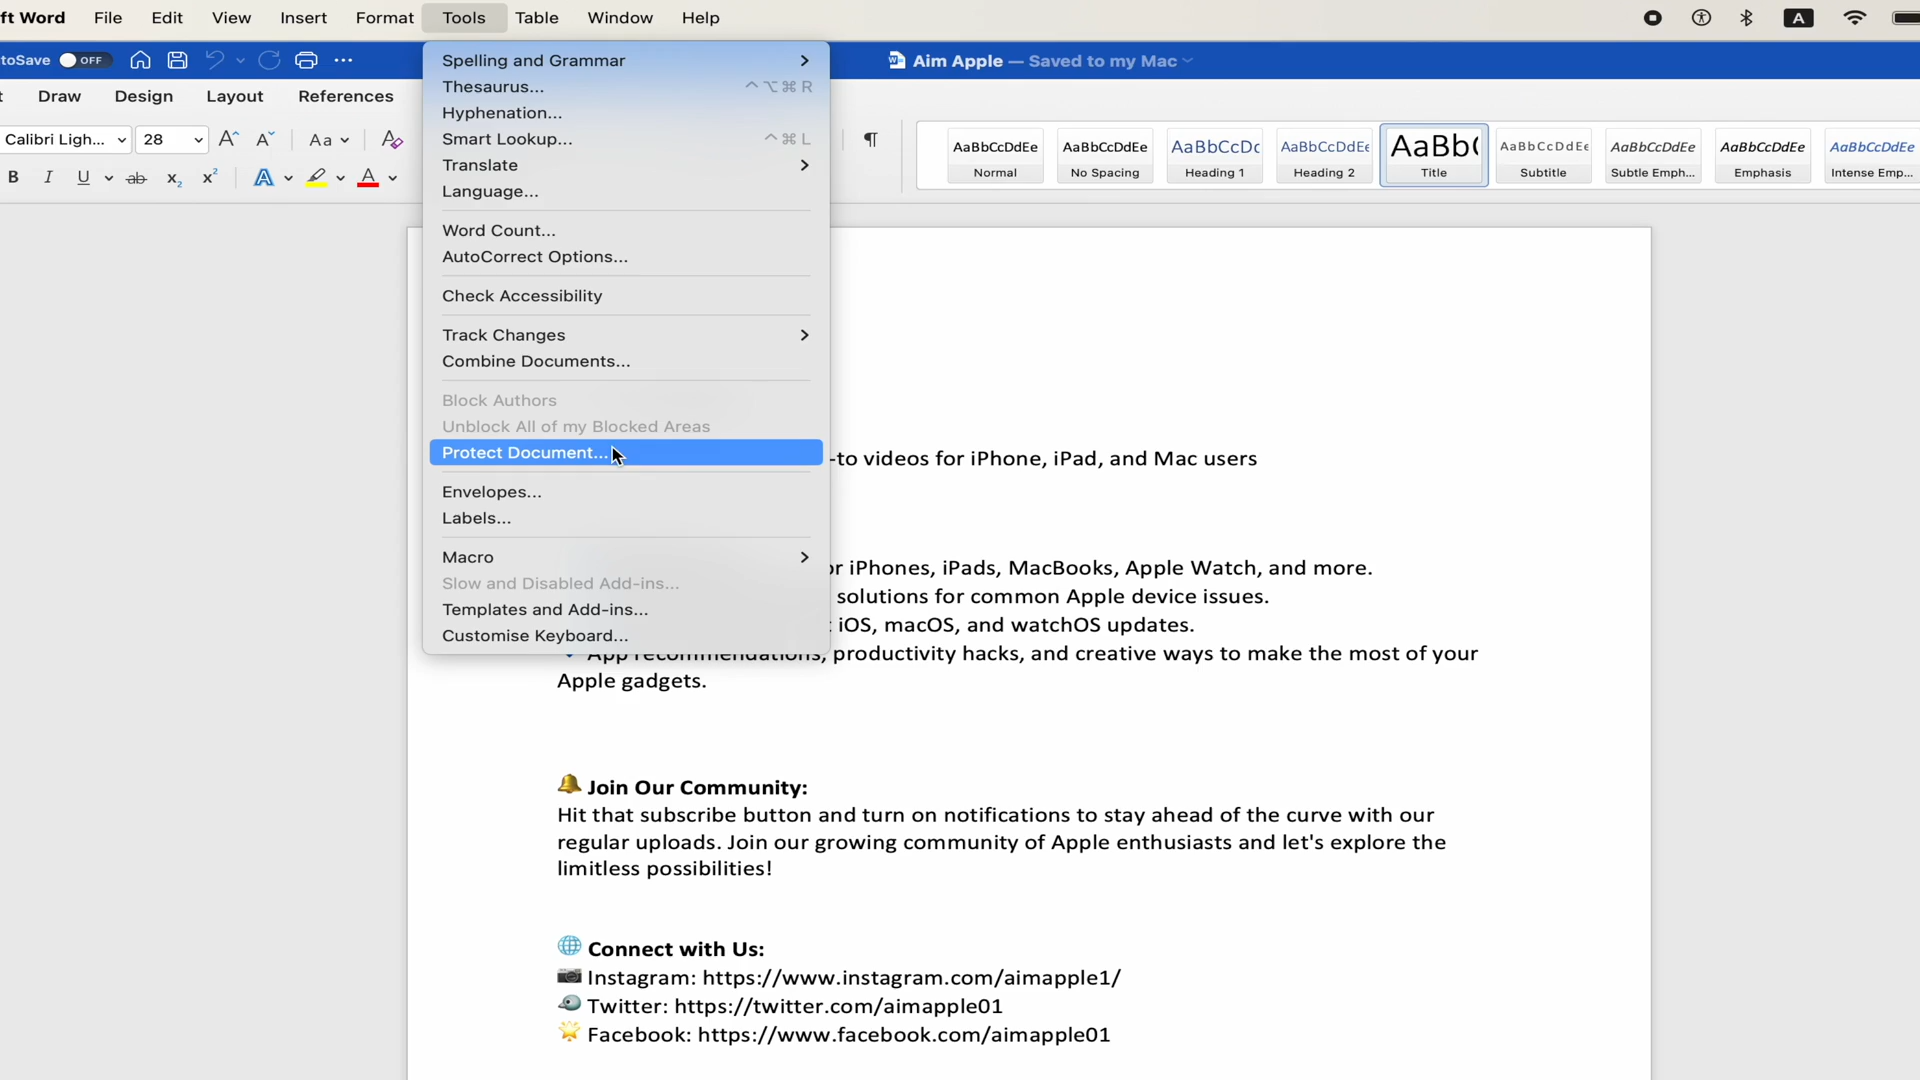 ft Word File Edit View Insert Format Tools Table Window Help A
toSave OFF Aim Apple — Saved to my Mac
t Draw Design Layout References
Calibri Ligh... 28 Aa
B I U ab x₂ x² A A
AaBbCcDdEe AaBbCcDdEe AaBbCcDc AaBbCcDdEe AaBb( AaBbCcDdEe AaBbCcDdEe AaBbCcDdEe AaBbCcDdEe
Normal No Spacing Heading 1 Heading 2 Title Subtitle Subtle Emph... Emphasis Intense Emp...
Spelling and Grammar
Thesaurus... ^⌥⌘R
Hyphenation...
Smart Lookup... ^⌘L
Translate
Language...
Word Count...
AutoCorrect Options...
Check Accessibility
Track Changes
Combine Documents...
Block Authors
Unblock All of my Blocked Areas
Protect Document...
Envelopes...
Labels...
Macro
Slow and Disabled Add-ins...
Templates and Add-ins...
Customise Keyboard...
-to videos for iPhone, iPad, and Mac users
or iPhones, iPads, MacBooks, Apple Watch, and more.
solutions for common Apple device issues.
iOS, macOS, and watchOS updates.
App recommendations, productivity hacks, and creative ways to make the most of your
Apple gadgets.
🔔 Join Our Community:
Hit that subscribe button and turn on notifications to stay ahead of the curve with our
regular uploads. Join our growing community of Apple enthusiasts and let's explore the
limitless possibilities!
🌐 Connect with Us:
📷 Instagram: https://www.instagram.com/aimapple1/
🐦 Twitter: https://twitter.com/aimapple01
🌟 Facebook: https://www.facebook.com/aimapple01